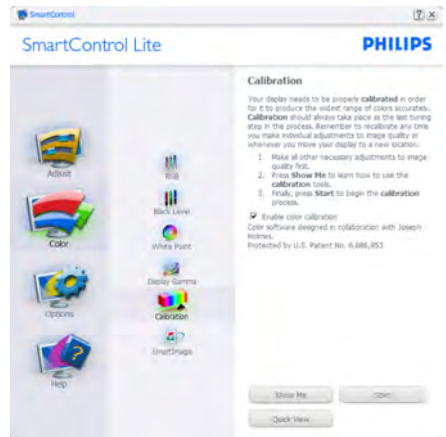 SmartControl
SmartControl Lite
PHILIPS
Adjust
Color
Options
Help
RGB
Black Level
White Point
Display Gamma
Calibration
SmartImage
Calibration
Your display needs to be properly calibrated in order
for it to produce the widest range of colors accurately.
Calibration should always take place as the last tuning
step in the process. Remember to recalibrate any time
you make individual adjustments to image quality or
whenever you move your display to a new location.
1. Make all other necessary adjustments to image
quality first.
2. Press Show Me to learn how to use the
calibration tools.
3. Finally, press Start to begin the calibration
process.
Enable color calibration
Color software designed in collaboration with Joseph
Holmes.
Protected by U.S. Patent No. 6,686,953
Show Me
Start
Quick View